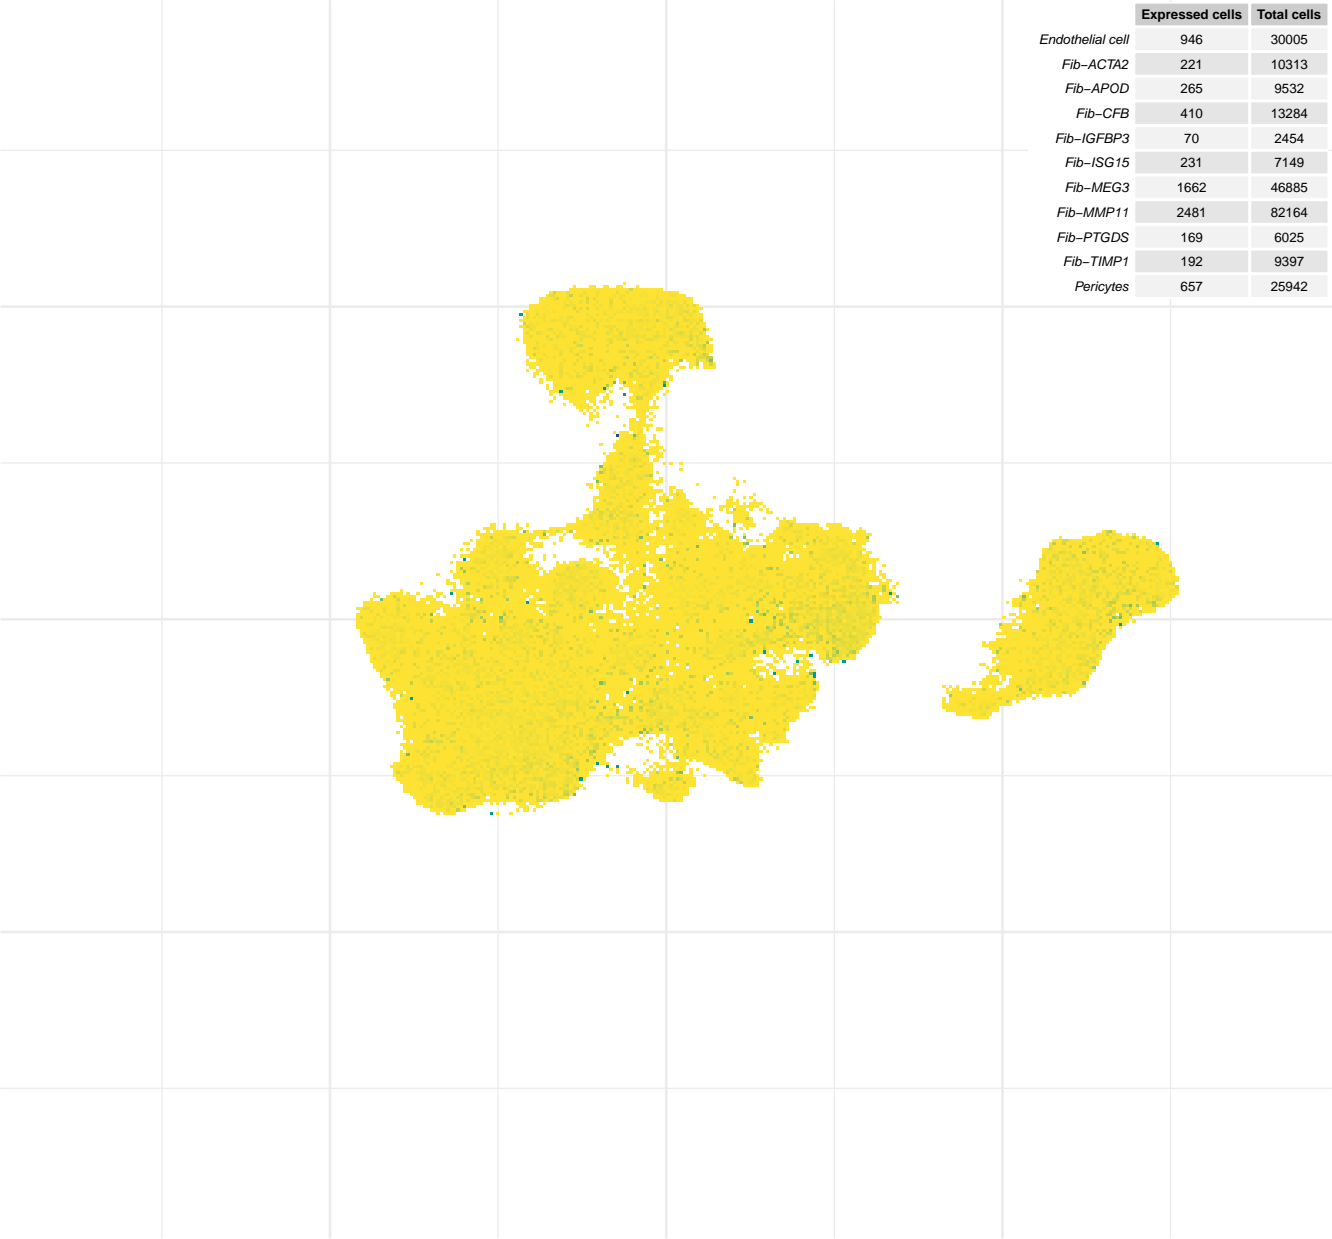 Expressed cells Total cells
Endothelial cell 946 30005
Fib−ACTA2 221 10313
Fib−APOD 265 9532
Fib−CFB 410 13284
Fib−IGFBP3 70 2454
Fib−ISG15 231 7149
Fib−MEG3 1662 46885
Fib−MMP11 2481 82164
Fib−PTGDS 169 6025
Fib−TIMP1 192 9397
Pericytes 657 25942